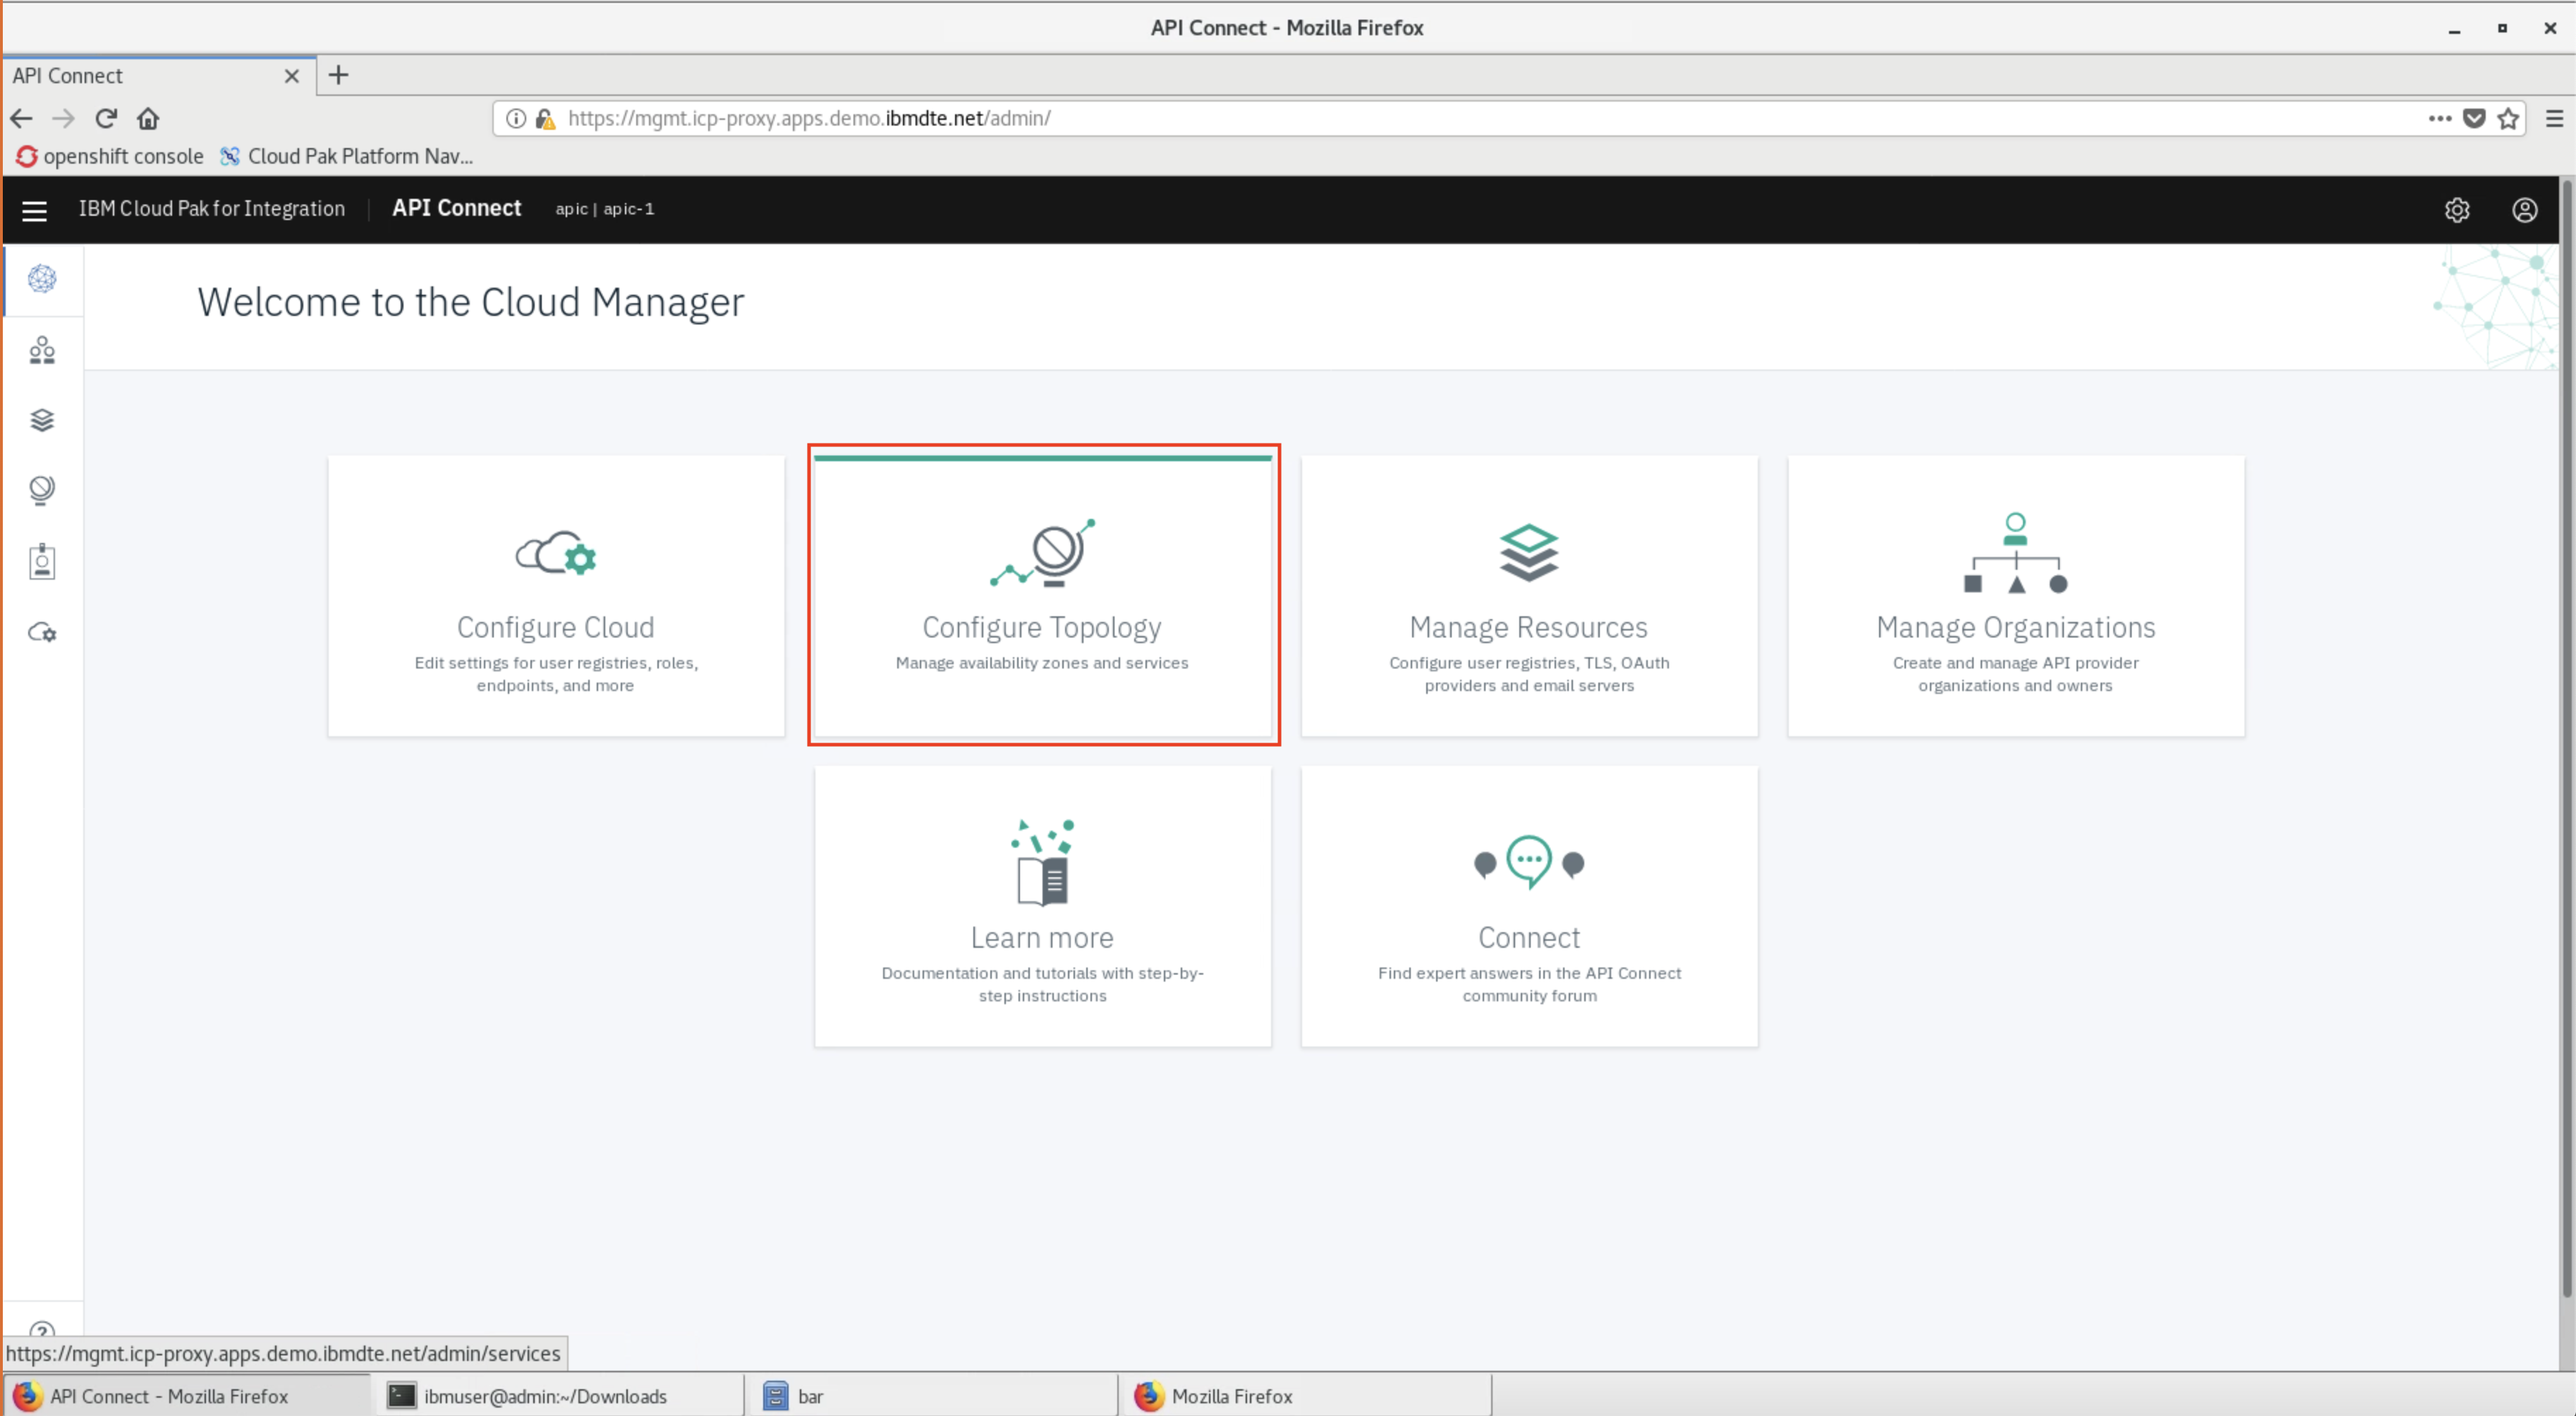 API Connect - Mozilla Firefox
API Connect
https://mgmt.icp-proxy.apps.demo.ibmdte.net/admin/
openshift console Cloud Pak Platform Nav...
IBM Cloud Pak for Integration API Connect apic | apic-1
Welcome to the Cloud Manager
Configure Cloud
Edit settings for user registries, roles,
endpoints, and more
Configure Topology
Manage availability zones and services
Manage Resources
Configure user registries, TLS, OAuth
providers and email servers
Manage Organizations
Create and manage API provider
organizations and owners
Learn more
Documentation and tutorials with step-by-
step instructions
Connect
Find expert answers in the API Connect
community forum
https://mgmt.icp-proxy.apps.demo.ibmdte.net/admin/services
API Connect - Mozilla Firefox ibmuser@admin:~/Downloads bar Mozilla Firefox